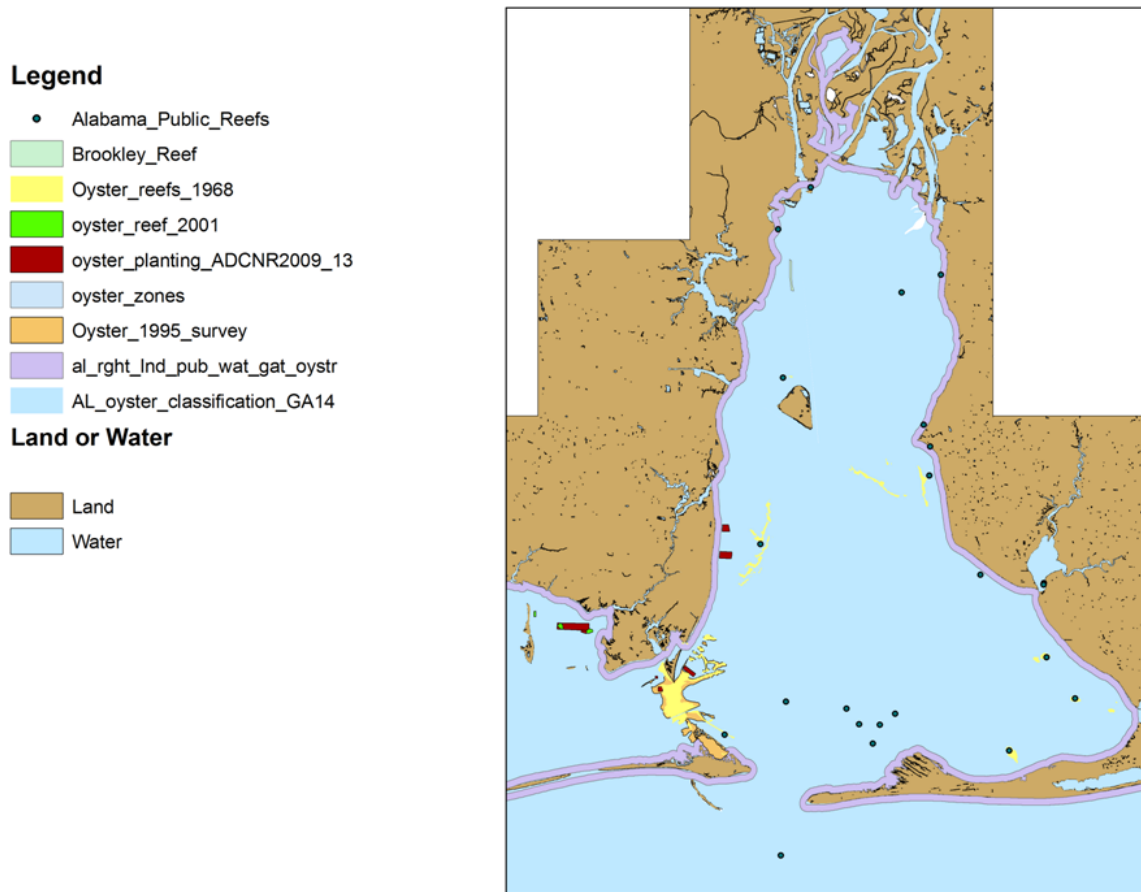 Legend
Alabama_Public_Reefs
Brookley_Reef
Oyster_reefs_1968
oyster_reef_2001
oyster_planting_ADCNR2009_13
oyster_zones
Oyster_1995_survey
al_rght_lnd_pub_wat_gat_oystr
AL_oyster_classification_GA14
Land or Water
Land
Water